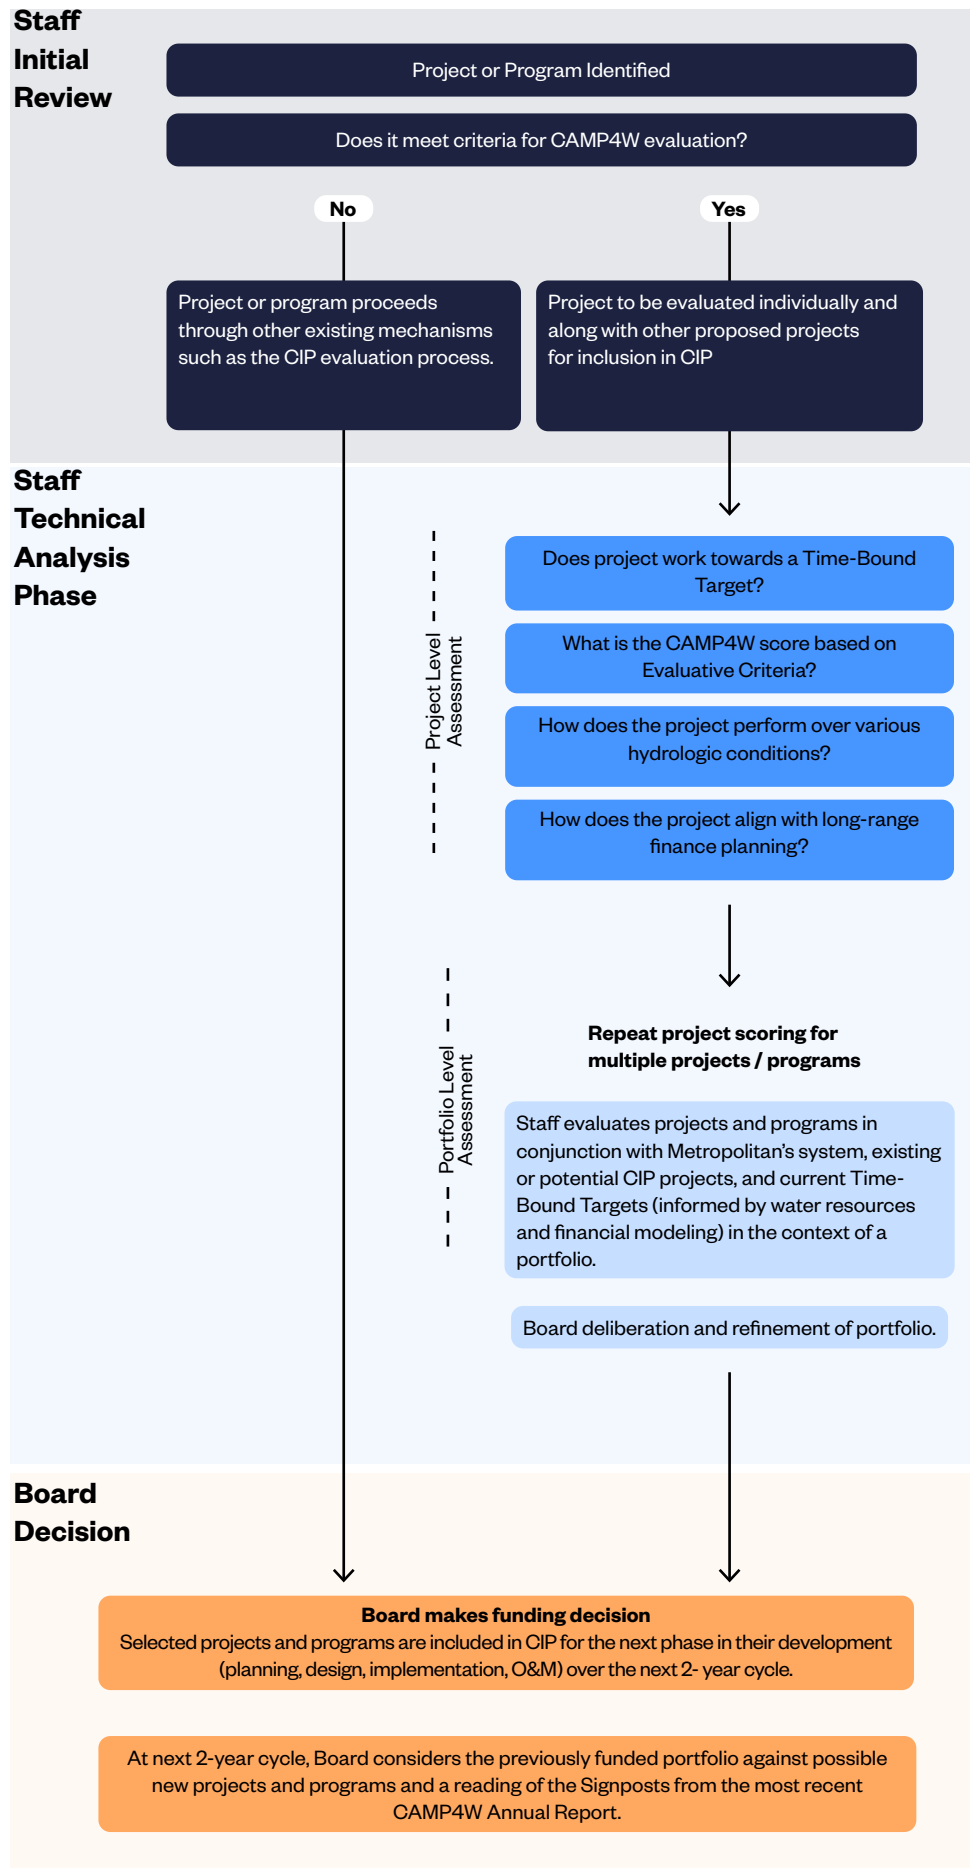 Staff
Initial
Review
Project or Program Identified
Does it meet criteria for CAMP4W evaluation?
No
Yes
Project or program proceeds
through other existing mechanisms
such as the CIP evaluation process.
Project to be evaluated individually and
along with other proposed projects
for inclusion in CIP
Staff
Technical
Analysis
Phase
Project Level
Assessment
Does project work towards a Time-Bound
Target?
What is the CAMP4W score based on
Evaluative Criteria?
How does the project perform over various
hydrologic conditions?
How does the project align with long-range
finance planning?
Portfolio Level
Assessment
Repeat project scoring for
multiple projects / programs
Staff evaluates projects and programs in
conjunction with Metropolitan's system, existing
or potential CIP projects, and current Time-
Bound Targets (informed by water resources
and financial modeling) in the context of a
portfolio.
Board deliberation and refinement of portfolio.
Board
Decision
Board makes funding decision
Selected projects and programs are included in CIP for the next phase in their development
(planning, design, implementation, O&M) over the next 2- year cycle.
At next 2-year cycle, Board considers the previously funded portfolio against possible
new projects and programs and a reading of the Signposts from the most recent
CAMP4W Annual Report.